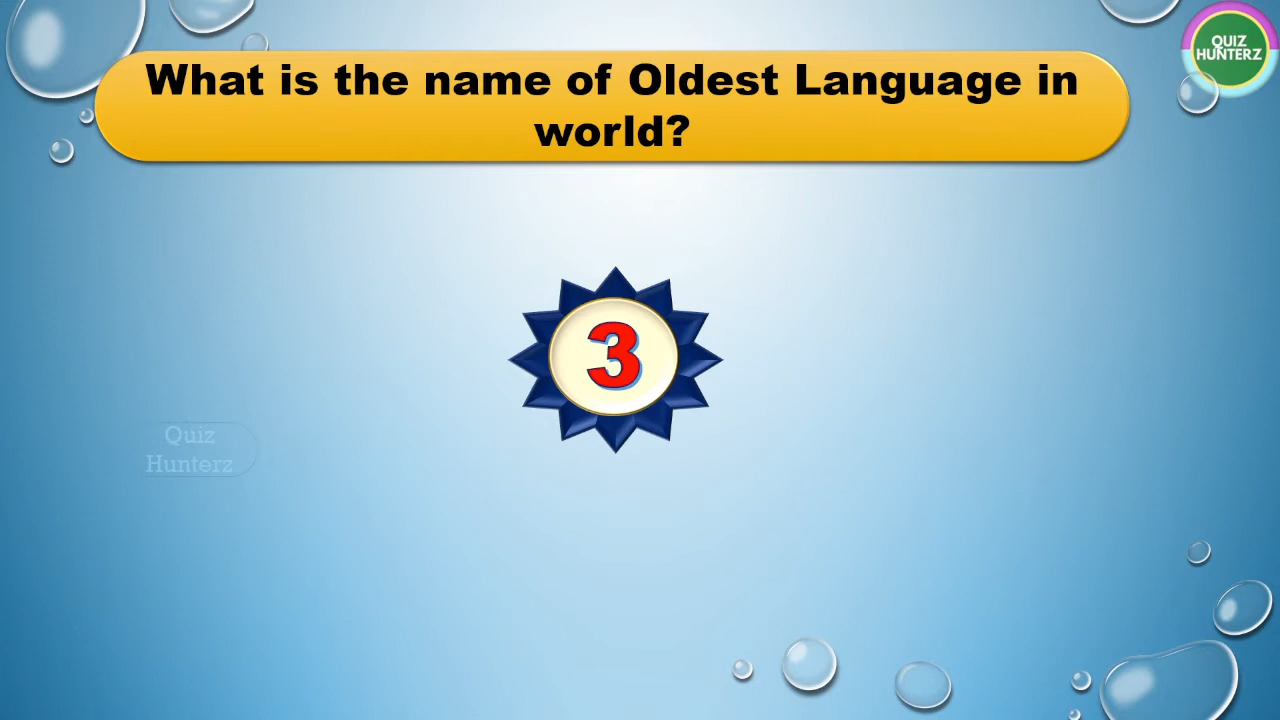 QUIZ
HUNTERZ
What is the name of Oldest Language in
world?
3
Quiz
Hunterz